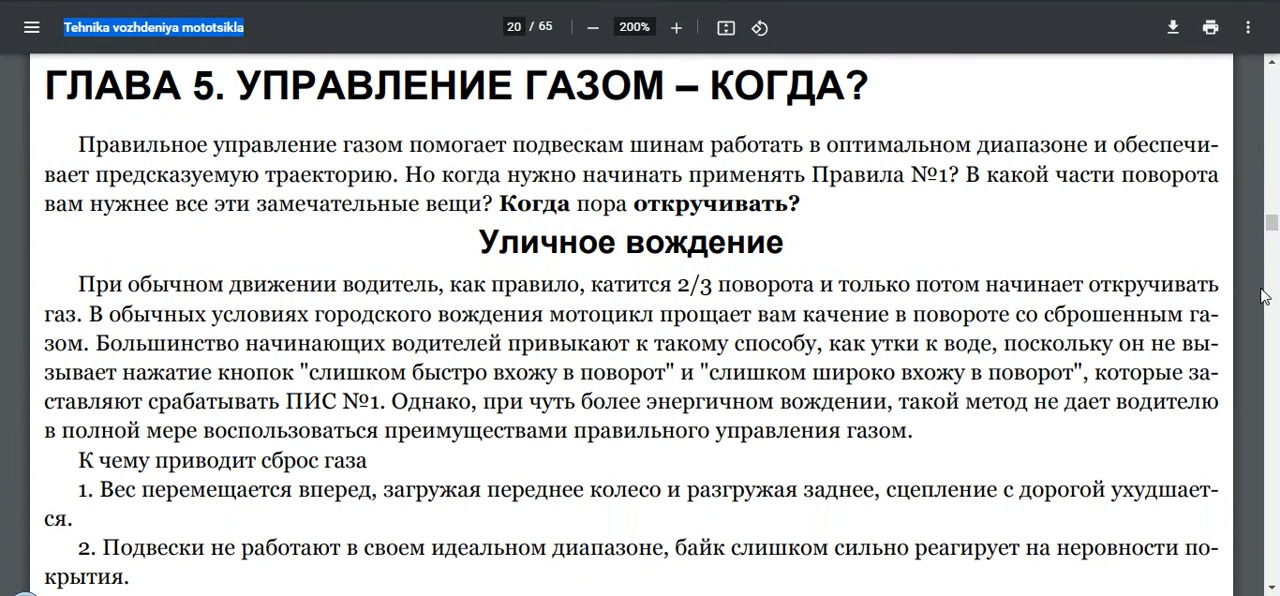 Tehnika vozhdeniya mototsikla
20 / 65
200%
ГЛАВА 5. УПРАВЛЕНИЕ ГАЗОМ – КОГДА?
Правильное управление газом помогает подвескам шинам работать в оптимальном диапазоне и обеспечи-
вает предсказуемую траекторию. Но когда нужно начинать применять Правила №1? В какой части поворота
вам нужнее все эти замечательные вещи? Когда пора откручивать?
Уличное вождение
При обычном движении водитель, как правило, катится 2/3 поворота и только потом начинает откручивать
газ. В обычных условиях городского вождения мотоцикл прощает вам качение в повороте со сброшенным га-
зом. Большинство начинающих водителей привыкают к такому способу, как утки к воде, поскольку он не вы-
зывает нажатие кнопок "слишком быстро вхожу в поворот" и "слишком широко вхожу в поворот", которые за-
ставляют срабатывать ПИС №1. Однако, при чуть более энергичном вождении, такой метод не дает водителю
в полной мере воспользоваться преимуществами правильного управления газом.
К чему приводит сброс газа
1. Вес перемещается вперед, загружая переднее колесо и разгружая заднее, сцепление с дорогой ухудшает-
ся.
2. Подвески не работают в своем идеальном диапазоне, байк слишком сильно реагирует на неровности по-
крытия.